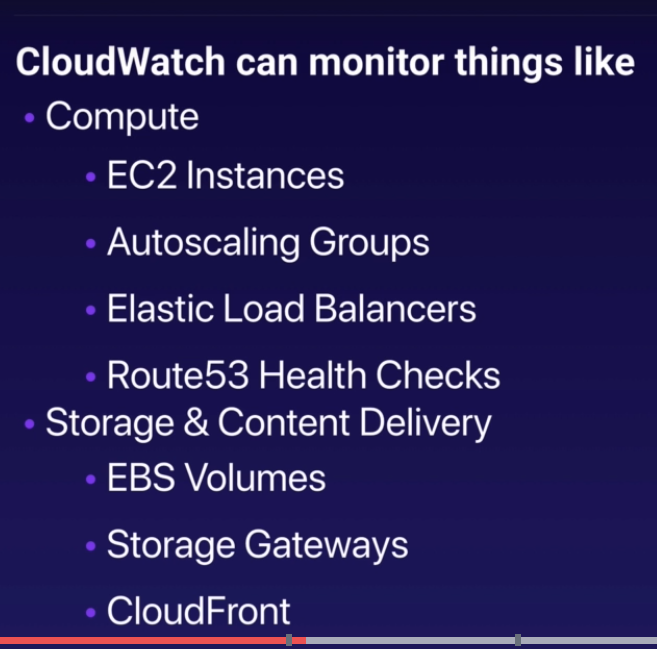 CloudWatch can monitor things like
• Compute
• EC2 Instances
• Autoscaling Groups
• Elastic Load Balancers
• Route53 Health Checks
• Storage & Content Delivery
• EBS Volumes
• Storage Gateways
• CloudFront